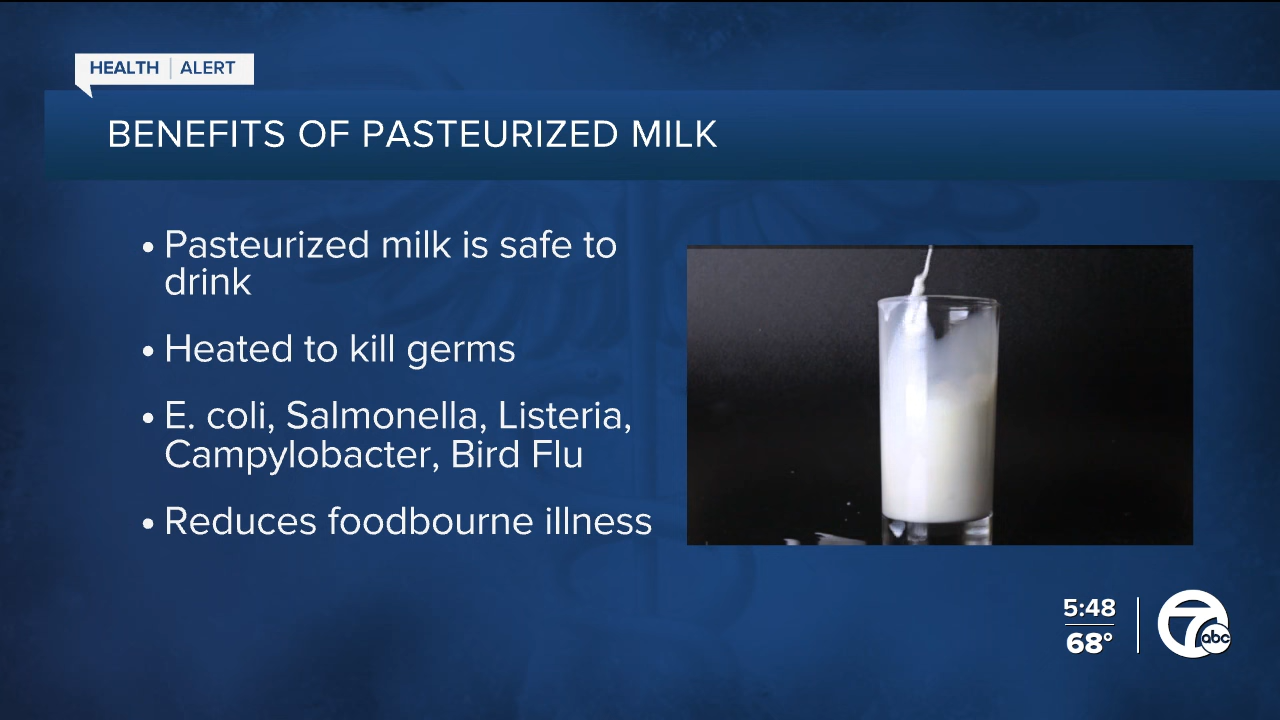 HEALTH | ALERT
BENEFITS OF PASTEURIZED MILK
• Pasteurized milk is safe to
drink
• Heated to kill germs
• E. coli, Salmonella, Listeria,
Campylobacter, Bird Flu
• Reduces foodbourne illness
5:48
68°
7
abc